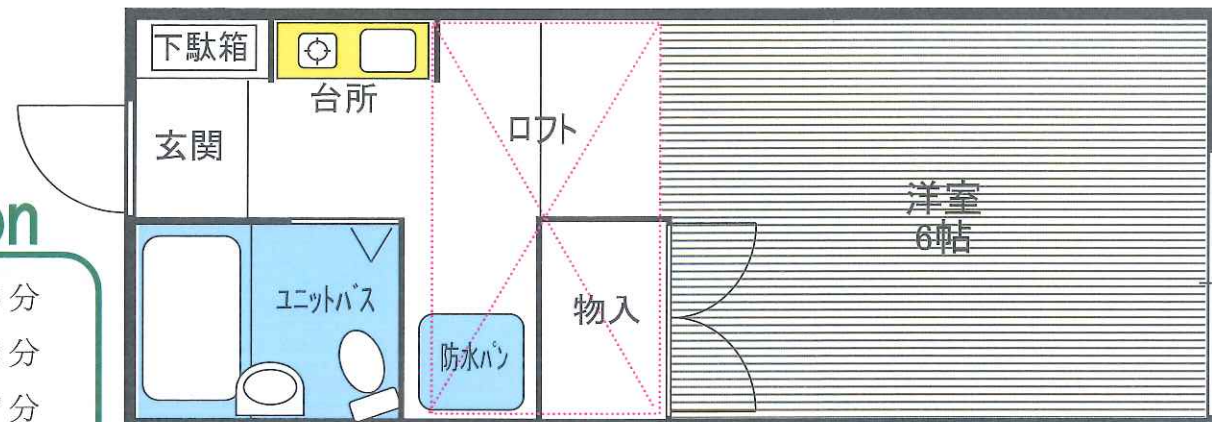 下駄箱
台所
玄関
ロフト
洋室
6帖
ユニットバス
物入
防水パン
on
分
分
分